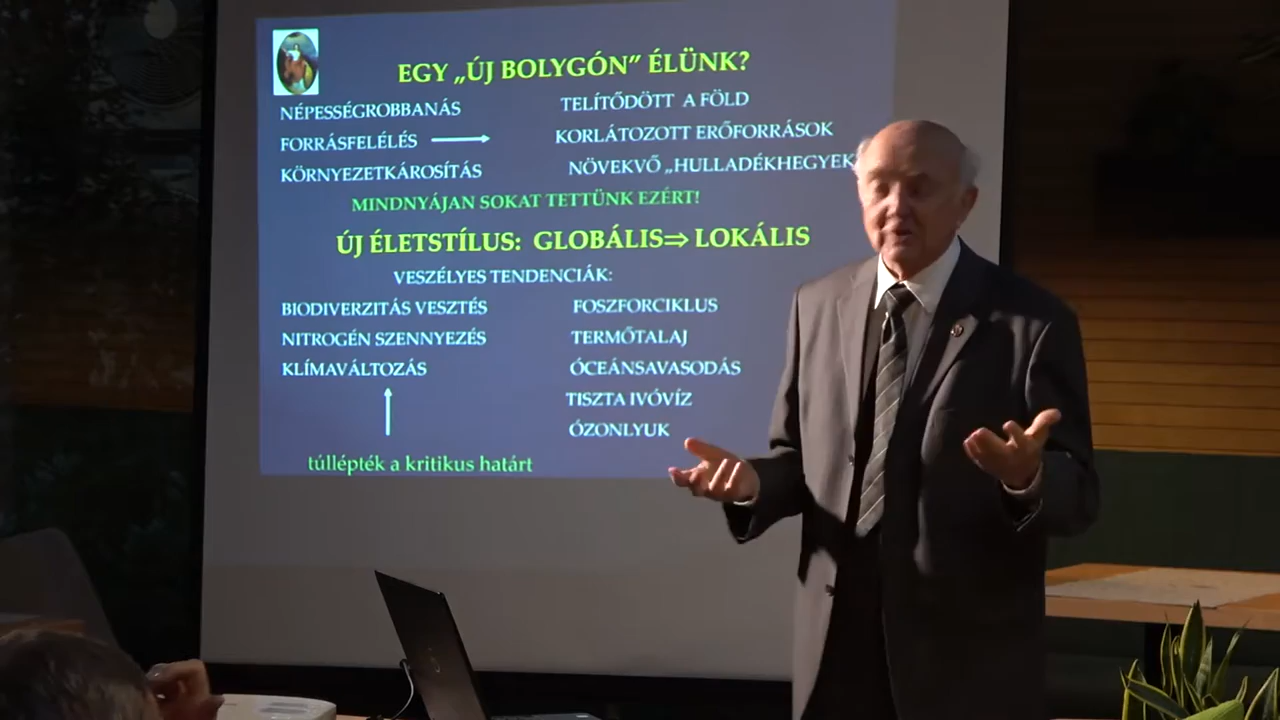 EGY „ÚJ BOLYGÓN” ÉLÜNK?
NÉPESSÉGROBBANÁS TELÍTŐDÖTT A FÖLD
FORRÁSFELÉLÉS → KORLÁTOZOTT ERŐFORRÁSOK
KÖRNYEZETKÁROSÍTÁS NÖVEKVŐ „HULLADÉKHEGYEK
MINDNYÁJAN SOKAT TETTÜNK EZÉRT!
ÚJ ÉLETSTÍLUS: GLOBÁLIS⇒ LOKÁLIS
VESZÉLYES TENDENCIÁK:
BIODIVERZITÁS VESZTÉS FOSZFORCIKLUS
NITROGÉN SZENNYEZÉS TERMŐTALAJ
KLÍMAVÁLTOZÁS ÓCEÁNSAVASODÁS
TISZTA IVÓVÍZ
ÓZONLYUK
túllépték a kritikus határt